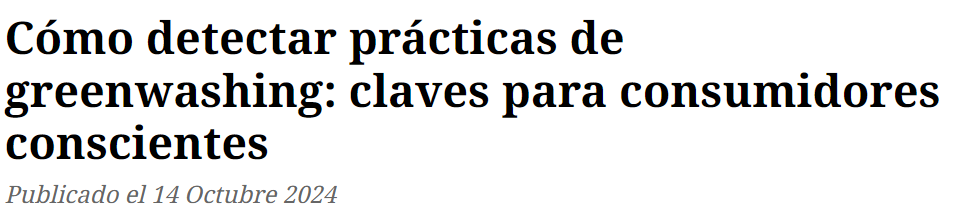 Cómo detectar prácticas de
greenwashing: claves para consumidores
conscientes
Publicado el 14 Octubre 2024